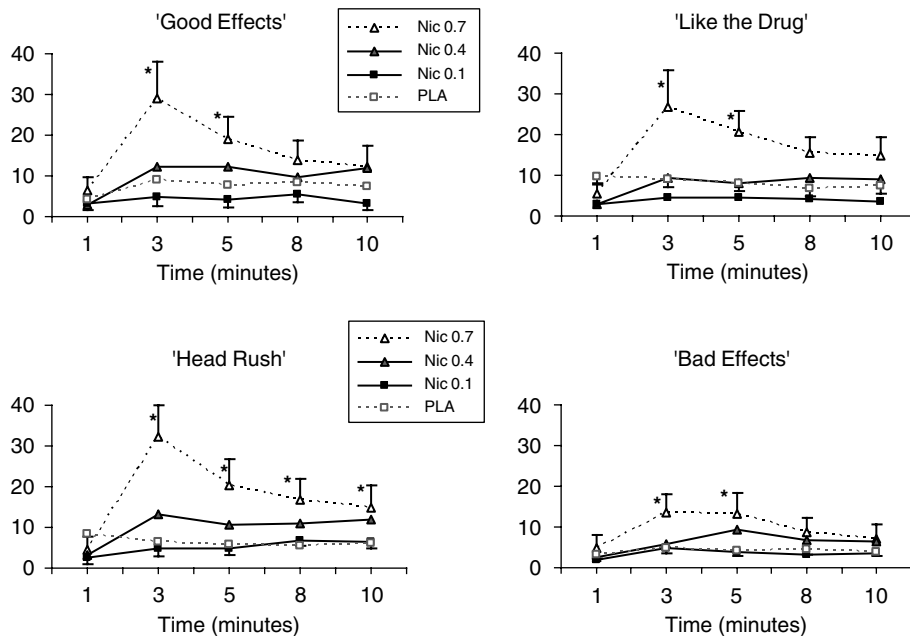 'Good Effects'
Nic 0.7
Nic 0.4
Nic 0.1
PLA
40
30
20
10
0
*
*
1 3 5 8 10
Time (minutes)
'Like the Drug'
40
30
20
10
0
*
*
1 3 5 8 10
Time (minutes)
'Head Rush'
Nic 0.7
Nic 0.4
Nic 0.1
PLA
40
30
20
10
0
*
*
*
*
1 3 5 8 10
Time (minutes)
'Bad Effects'
40
30
20
10
0
*
*
1 3 5 8 10
Time (minutes)